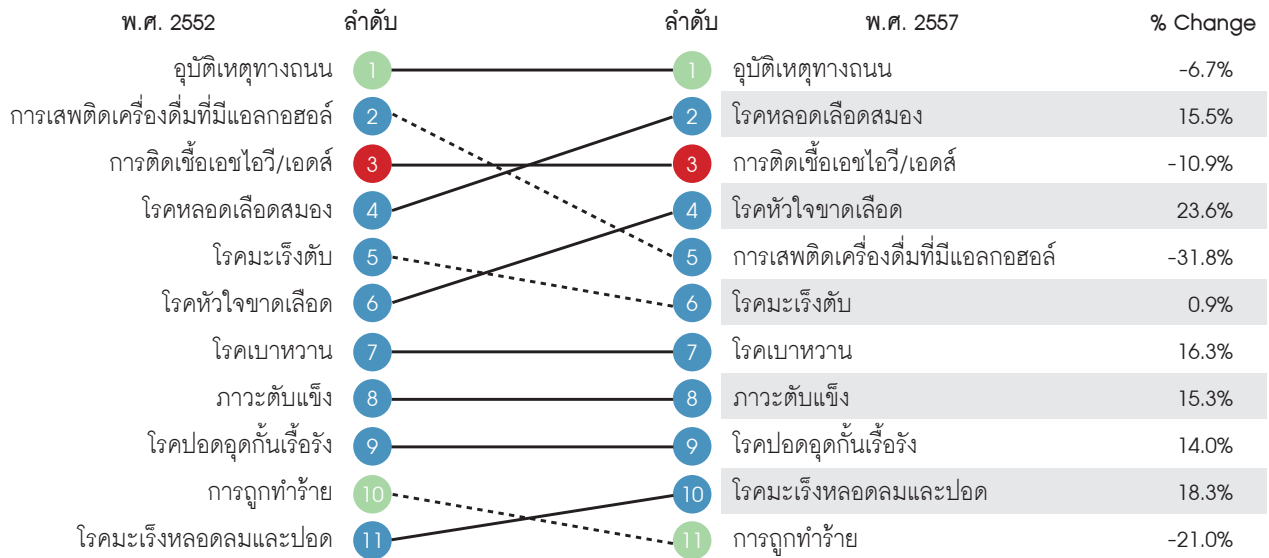 พ.ศ. 2552 ลำดับ ลำดับ พ.ศ. 2557 % Change
อุบัติเหตุทางถนน 1 1 อุบัติเหตุทางถนน -6.7%
การเสพติดเครื่องดื่มที่มีแอลกอฮอล์ 2 2 โรคหลอดเลือดสมอง 15.5%
การติดเชื้อเอชไอวี/เอดส์ 3 3 การติดเชื้อเอชไอวี/เอดส์ -10.9%
โรคหลอดเลือดสมอง 4 4 โรคหัวใจขาดเลือด 23.6%
โรคมะเร็งตับ 5 5 การเสพติดเครื่องดื่มที่มีแอลกอฮอล์ -31.8%
โรคหัวใจขาดเลือด 6 6 โรคมะเร็งตับ 0.9%
โรคเบาหวาน 7 7 โรคเบาหวาน 16.3%
ภาวะตับแข็ง 8 8 ภาวะตับแข็ง 15.3%
โรคปอดอุดกั้นเรื้อรัง 9 9 โรคปอดอุดกั้นเรื้อรัง 14.0%
การถูกทำร้าย 10 10 โรคมะเร็งหลอดลมและปอด 18.3%
โรคมะเร็งหลอดลมและปอด 11 11 การถูกทำร้าย -21.0%